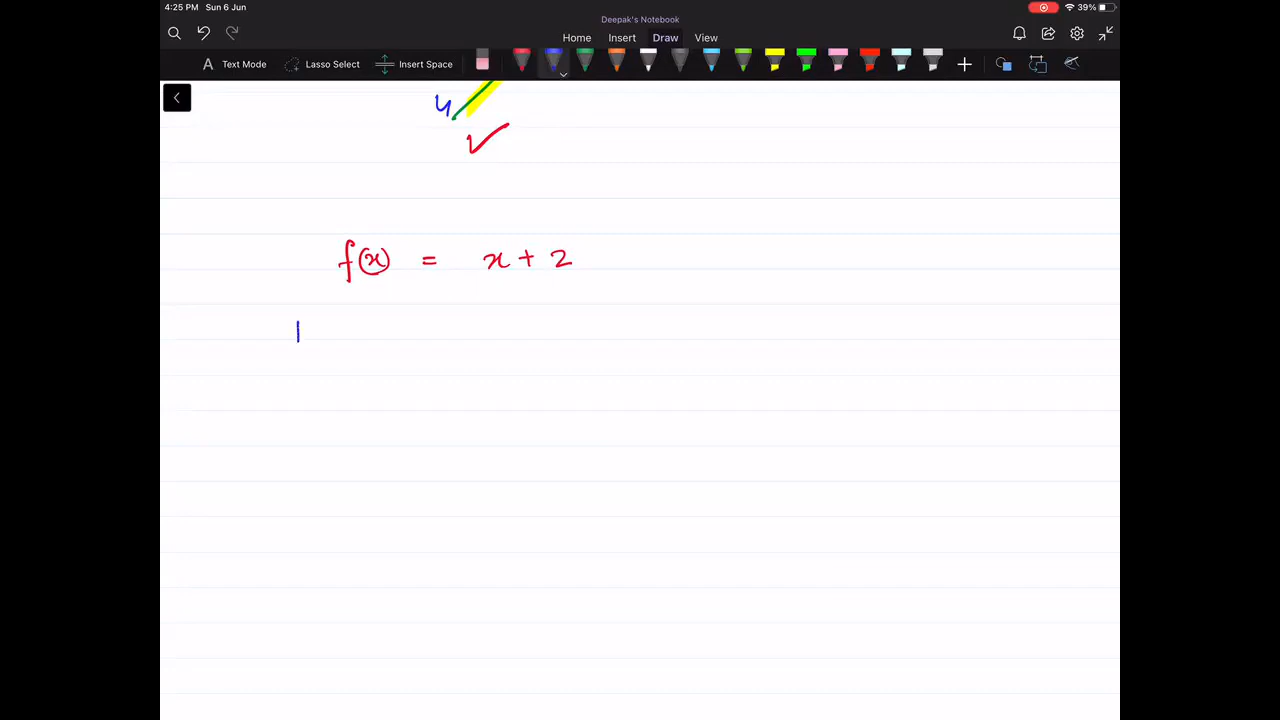 4:25 PM Sun 6 Jun
39%
Deepak's Notebook
Home Insert Draw View
A Text Mode Lasso Select Insert Space
4
f(x) = x + 2